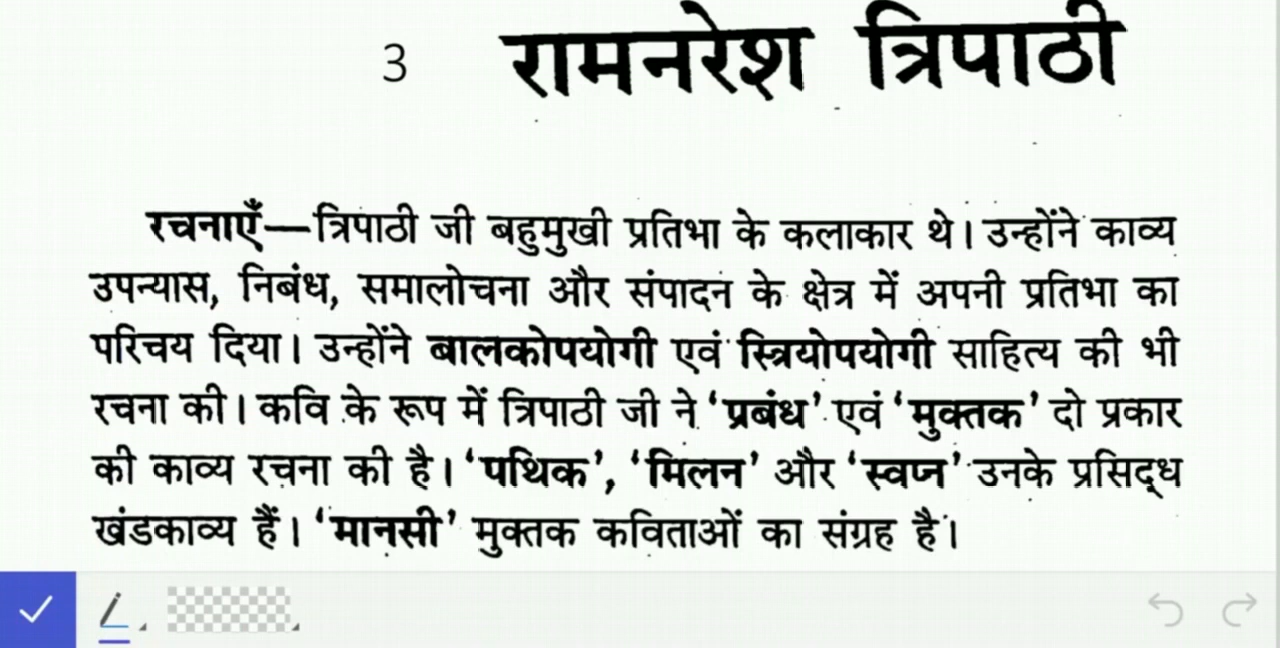 3 रामनरेश त्रिपाठी
रचनाएँ—त्रिपाठी जी बहुमुखी प्रतिभा के कलाकार थे। उन्होंने काव्य
उपन्यास, निबंध, समालोचना और संपादन के क्षेत्र में अपनी प्रतिभा का
परिचय दिया। उन्होंने बालकोपयोगी एवं स्त्रियोपयोगी साहित्य की भी
रचना की। कवि के रूप में त्रिपाठी जी ने ‘प्रबंध’ एवं ‘मुक्तक’ दो प्रकार
की काव्य रचना की है। ‘पथिक’, ‘मिलन’ और ‘स्वप्न’ उनके प्रसिद्ध
खंडकाव्य हैं। ‘मानसी’ मुक्तक कविताओं का संग्रह है।